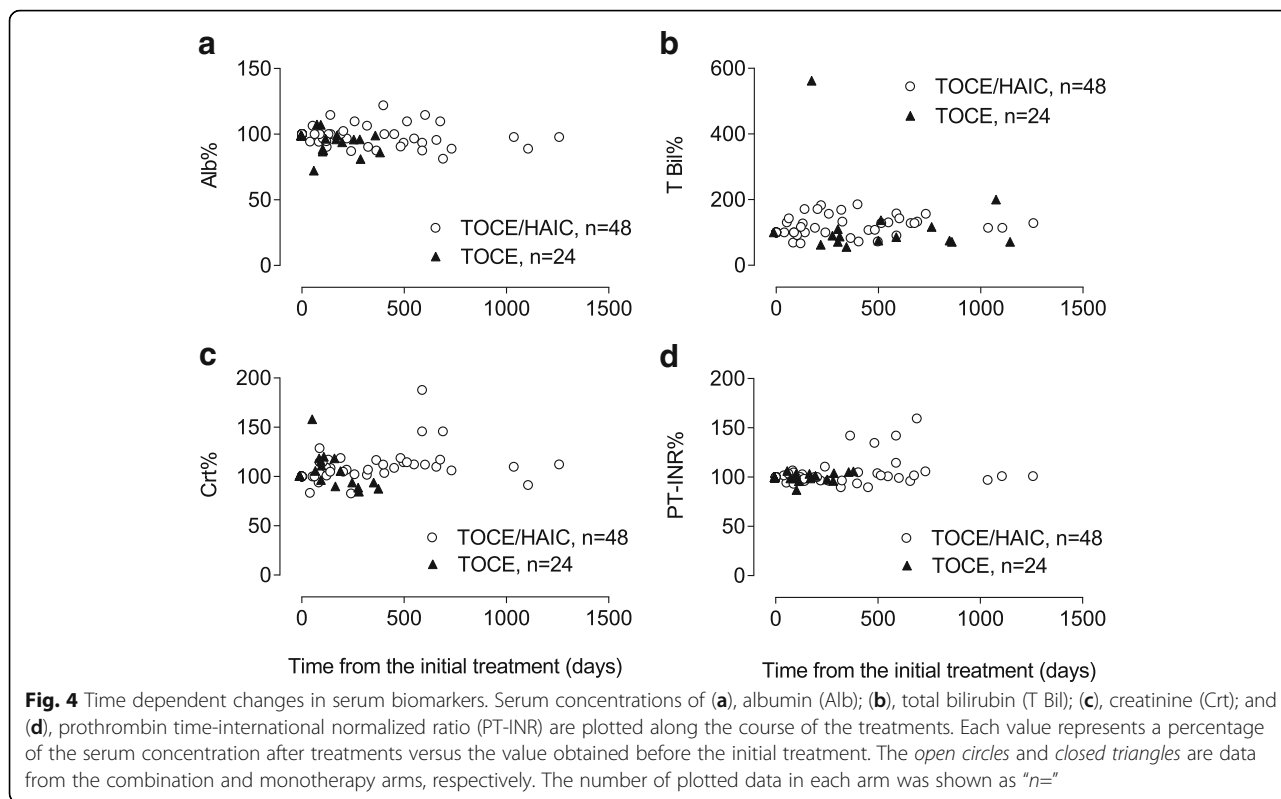 a
150
100
50
0
Alb%
TOCE/HAIC, n=48
TOCE, n=24
0
500
1000
1500
b
600
400
200
0
T Bil%
TOCE/HAIC, n=48
TOCE, n=24
0
500
1000
1500
c
200
150
100
50
0
Crt%
TOCE/HAIC, n=48
TOCE, n=24
0
500
1000
1500
Time from the initial treatment (days)
d
200
150
100
50
0
PT-INR%
TOCE/HAIC, n=48
TOCE, n=24
0
500
1000
1500
Time from the initial treatment (days)
Fig. 4 Time dependent changes in serum biomarkers. Serum concentrations of (a), albumin (Alb); (b), total bilirubin (T Bil); (c), creatinine (Crt); and
(d), prothrombin time-international normalized ratio (PT-INR) are plotted along the course of the treatments. Each value represents a percentage
of the serum concentration after treatments versus the value obtained before the initial treatment. The open circles and closed triangles are data
from the combination and monotherapy arms, respectively. The number of plotted data in each arm was shown as "n="